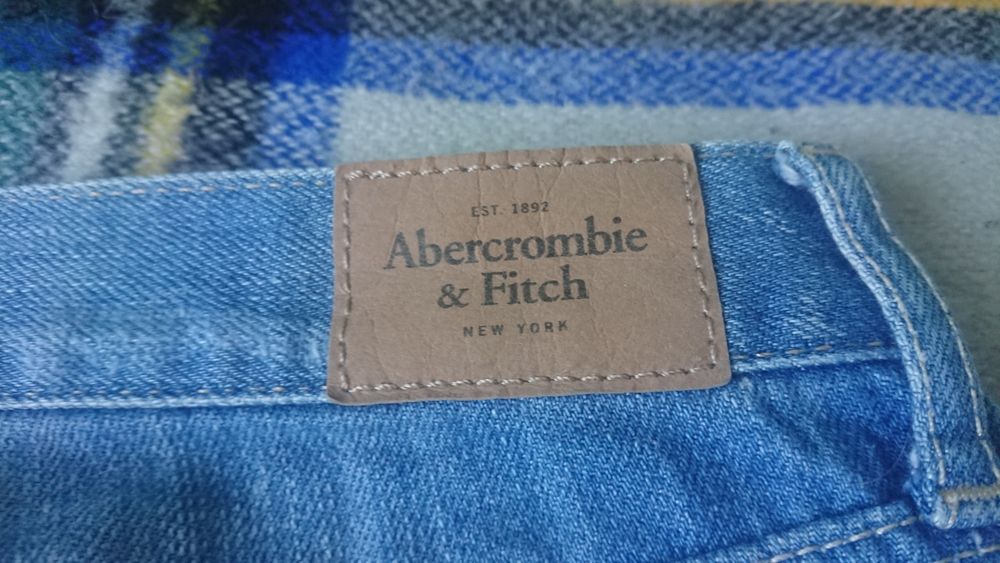 EST. 1892
Abercrombie
& Fitch
NEW YORK